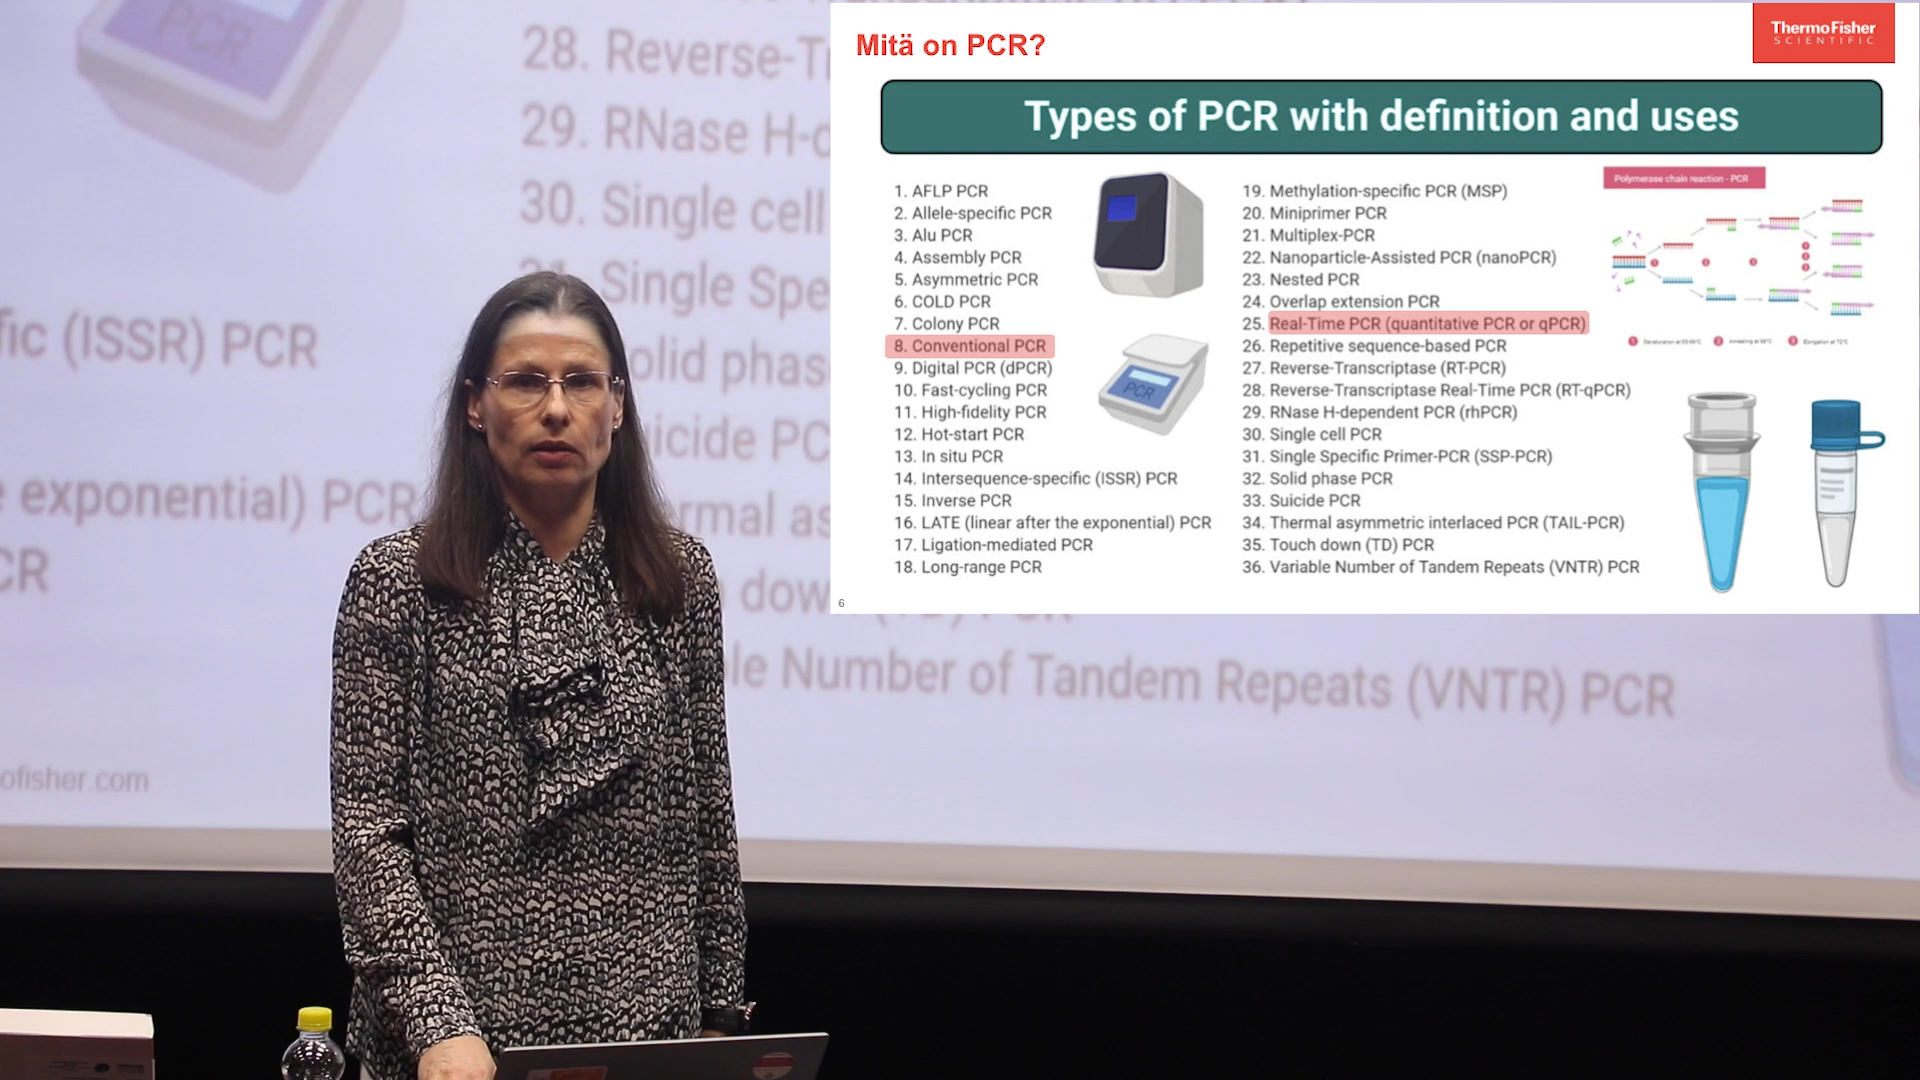 PCR
28. Reverse-T
29. RNase H-d
30. Single cell
31. Single Spe
fic (ISSR) PCR
olid phas
uicide PC
e exponential) PCR
rmal as
CR
dow
le Number of Tandem Repeats (VNTR) PCR
ofisher.com
Mitä on PCR?
ThermoFisher
SCIENTIFIC
Types of PCR with definition and uses
1. AFLP PCR
2. Allele-specific PCR
3. Alu PCR
4. Assembly PCR
5. Asymmetric PCR
6. COLD PCR
7. Colony PCR
8. Conventional PCR
9. Digital PCR (dPCR)
10. Fast-cycling PCR
11. High-fidelity PCR
12. Hot-start PCR
13. In situ PCR
14. Intersequence-specific (ISSR) PCR
15. Inverse PCR
16. LATE (linear after the exponential) PCR
17. Ligation-mediated PCR
18. Long-range PCR
PCR
19. Methylation-specific PCR (MSP)
20. Miniprimer PCR
21. Multiplex-PCR
22. Nanoparticle-Assisted PCR (nanoPCR)
23. Nested PCR
24. Overlap extension PCR
25. Real-Time PCR (quantitative PCR or qPCR)
26. Repetitive sequence-based PCR
27. Reverse-Transcriptase (RT-PCR)
28. Reverse-Transcriptase Real-Time PCR (RT-qPCR)
29. RNase H-dependent PCR (rhPCR)
30. Single cell PCR
31. Single Specific Primer-PCR (SSP-PCR)
32. Solid phase PCR
33. Suicide PCR
34. Thermal asymmetric interlaced PCR (TAIL-PCR)
35. Touch down (TD) PCR
36. Variable Number of Tandem Repeats (VNTR) PCR
Polymerase chain reaction - PCR
Elongation at 72°C
6